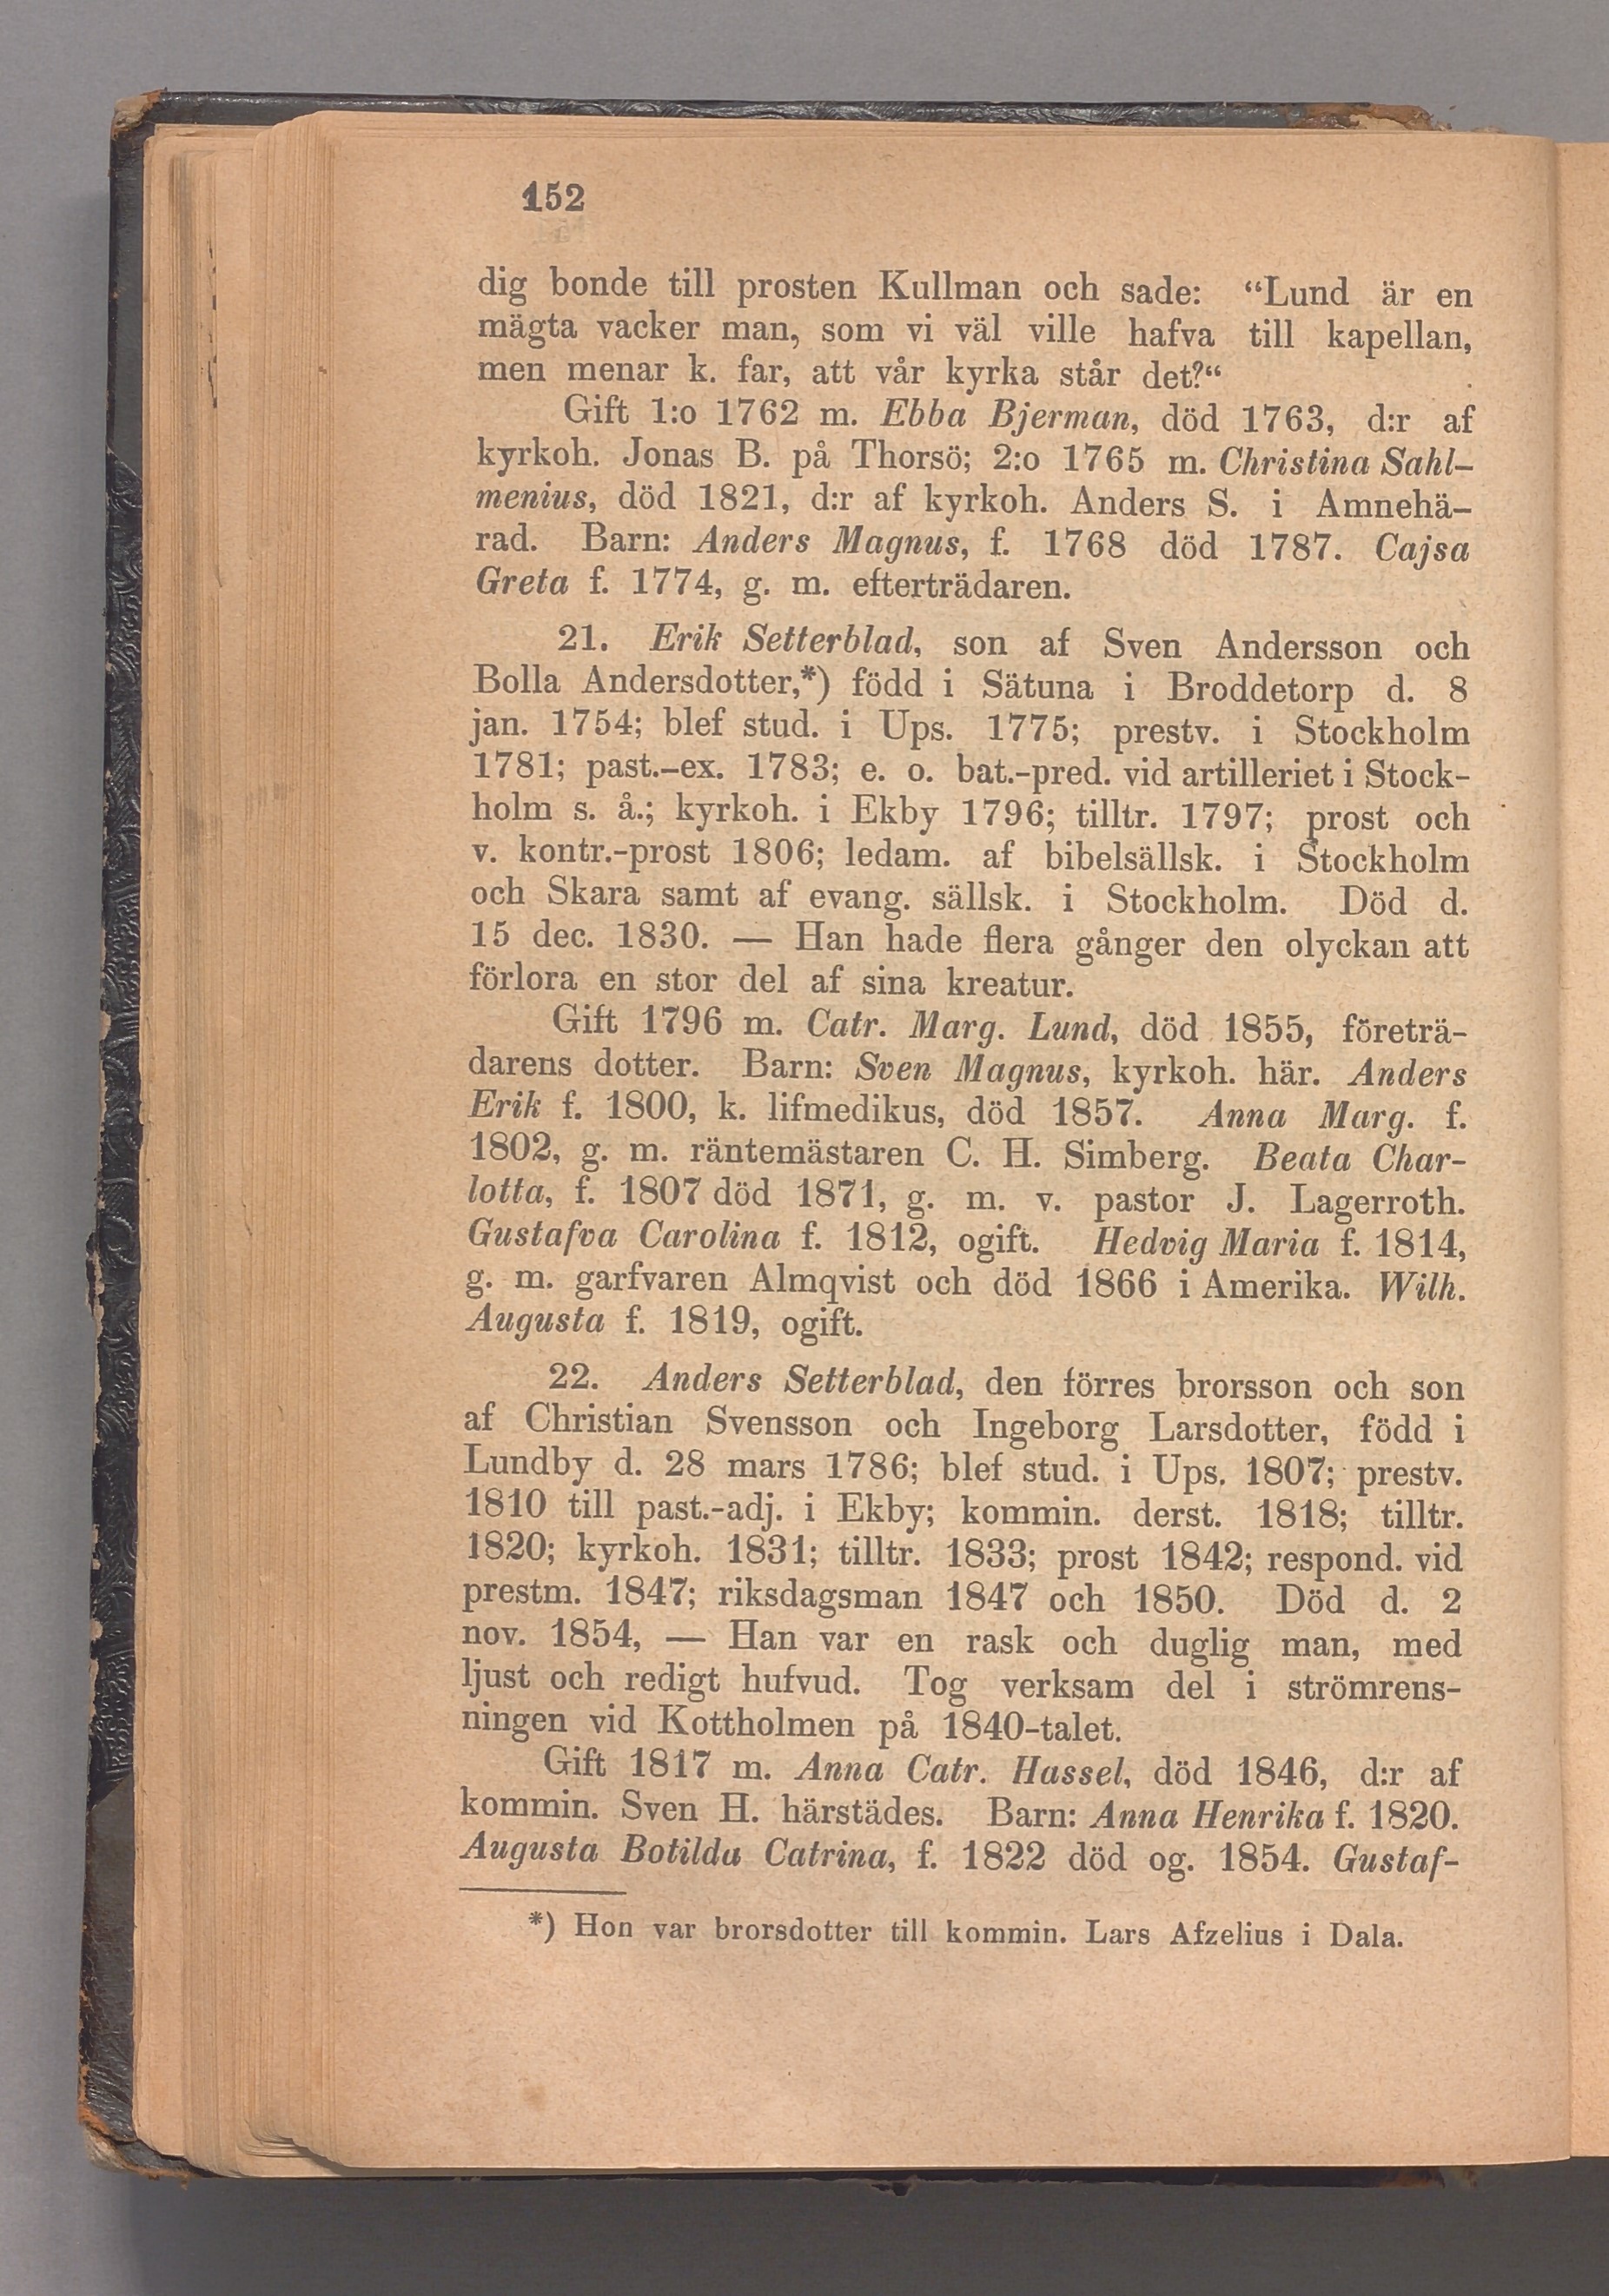 152
dig bonde till prosten Kullman och sade: “Lund är en
mägta vacker man, som vi väl ville hafva till kapellan,
men menar k. far, att vår kyrka står det?“
Gift 1:o 1762 m. Ebba Bjerman, död 1763, d:r af
kyrkoh. Jonas B. på Thorsö; 2:o 1765 m. Christina Sahl-
menius, död 1821, d:r af kyrkoh. Anders S. i Amnehä-
rad. Barn: Anders Magnus, f. 1768 död 1787. Cajsa
Greta f. 1774, g. m. efterträdaren.
21. Erik Setterblad, son af Sven Andersson och
Bolla Andersdotter,*) född i Sätuna i Broddetorp d. 8
jan. 1754; blef stud. i Ups. 1775; prestv. i Stockholm
1781; past.-ex. 1783; e. o. bat.-pred. vid artilleriet i Stock-
holm s. å.; kyrkoh. i Ekby 1796; tilltr. 1797; prost och
v. kontr.-prost 1806; ledam. af bibelsällsk. i Stockholm
och Skara samt af evang. sällsk. i Stockholm. Död d.
15 dec. 1830. — Han hade flera gånger den olyckan att
förlora en stor del af sina kreatur.
Gift 1796 m. Catr. Marg. Lund, död 1855, företrä-
darens dotter. Barn: Sven Magnus, kyrkoh. här. Anders
Erik f. 1800, k. lifmedikus, död 1857. Anna Marg. f.
1802, g. m. räntemästaren C. H. Simberg. Beata Char-
lotta, f. 1807 död 1871, g. m. v. pastor J. Lagerroth.
Gustafva Carolina f. 1812, ogift. Hedvig Maria f. 1814,
g. m. garfvaren Almqvist och död 1866 i Amerika. Wilh.
Augusta f. 1819, ogift.
22. Anders Setterblad, den förres brorsson och son
af Christian Svensson och Ingeborg Larsdotter, född i
Lundby d. 28 mars 1786; blef stud. i Ups. 1807; prestv.
1810 till past.-adj. i Ekby; kommin. derst. 1818; tilltr.
1820; kyrkoh. 1831; tilltr. 1833; prost 1842; respond. vid
prestm. 1847; riksdagsman 1847 och 1850. Död d. 2
nov. 1854, — Han var en rask och duglig man, med
ljust och redigt hufvud. Tog verksam del i strömrens-
ningen vid Kottholmen på 1840-talet.
Gift 1817 m. Anna Catr. Hassel, död 1846, d:r af
kommin. Sven H. härstädes. Barn: Anna Henrika f. 1820.
Augusta Botilda Catrina, f. 1822 död og. 1854. Gustaf-
*) Hon var brorsdotter till kommin. Lars Afzelius i Dala.